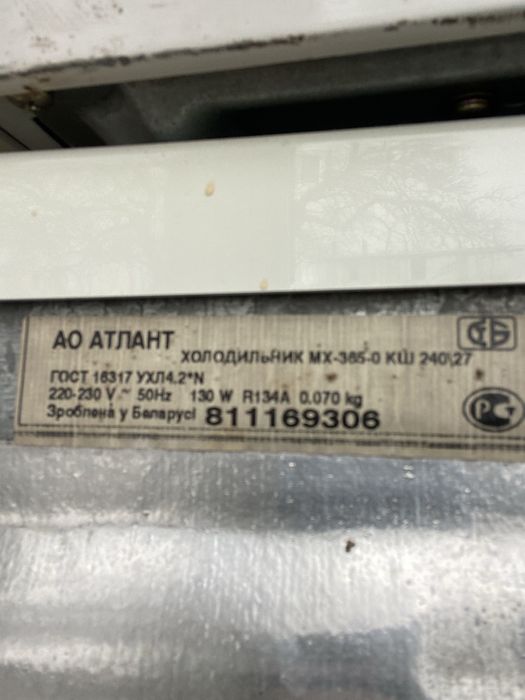 АО АТЛАНТ
ХОЛОДИЛЬНИК МХ-365-0 КШ 240\27
ГОСТ 16317 УХЛ4.2*N
220-230 V ~ 50Hz 130 W R134A 0.070 kg
Зроблена у Беларусі 811169306